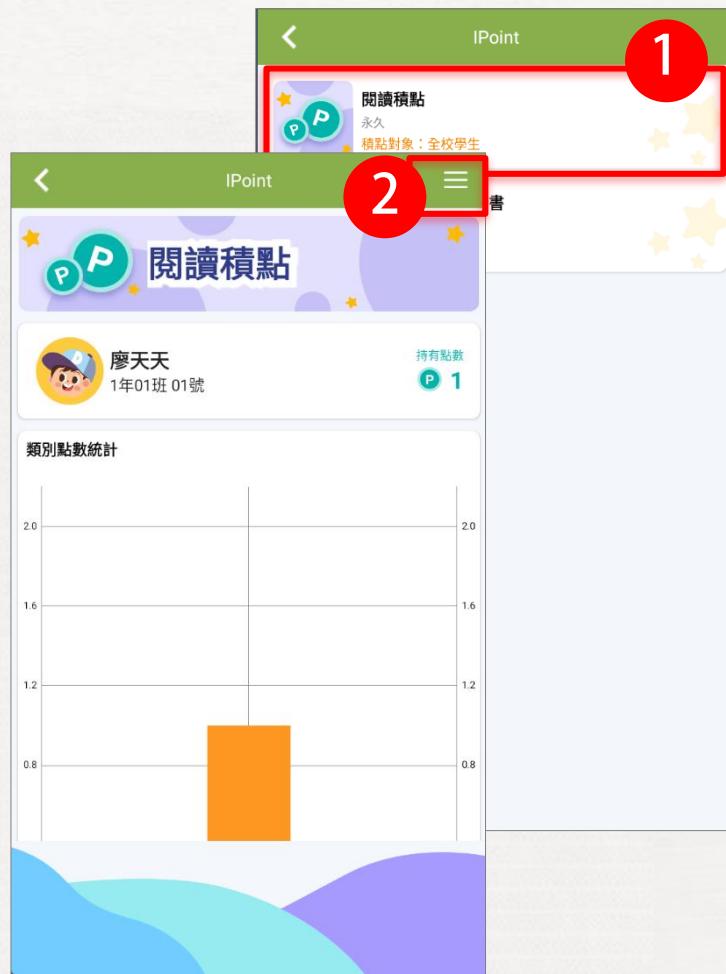 IPoint
1
閱讀積點
永久
積點對象：全校學生
書
IPoint
2
P P 閱讀積點
廖天天
1年01班 01號
持有點數
P 1
類別點數統計
2.0 2.0
1.6 1.6
1.2 1.2
0.8 0.8